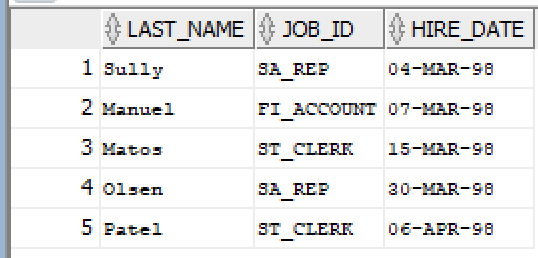 LAST_NAME JOB_ID HIRE_DATE
1 Sully SA_REP 04-MAR-98
2 Manuel FI_ACCOUNT 07-MAR-98
3 Matos ST_CLERK 15-MAR-98
4 Olsen SA_REP 30-MAR-98
5 Patel ST_CLERK 06-APR-98